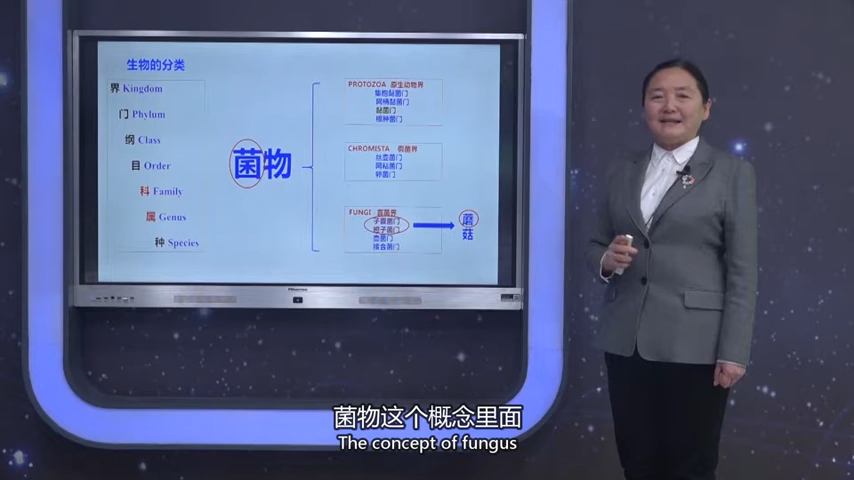 生物的分类
界 Kingdom
门 Phylum
纲 Class
目 Order
科 Family
属 Genus
种 Species
菌物
PROTOZOA 原生动物界
集胞黏菌门
网柄黏菌门
黏菌门
根肿菌门
CHROMISTA 假菌界
丝壶菌门
网粘菌门
卵菌门
FUNGI 真菌界
子囊菌门
担子菌门
壶菌门
接合菌门
蘑菇
Hisense
菌物这个概念里面
The concept of fungus